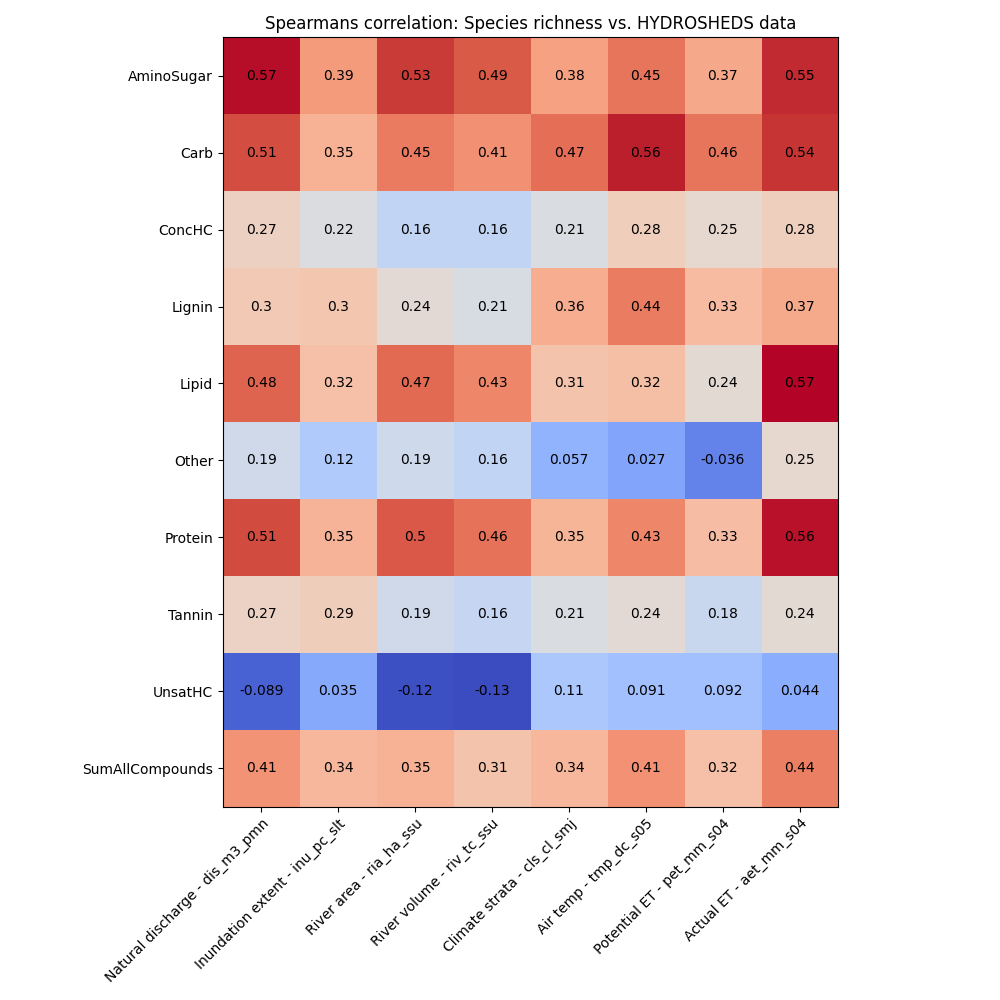 Spearmans correlation: Species richness vs. HYDROSHEDS data
AminoSugar 0.57 0.39 0.53 0.49 0.38 0.45 0.37 0.55
Carb 0.51 0.35 0.45 0.41 0.47 0.56 0.46 0.54
ConcHC 0.27 0.22 0.16 0.16 0.21 0.28 0.25 0.28
Lignin 0.3 0.3 0.24 0.21 0.36 0.44 0.33 0.37
Lipid 0.48 0.32 0.47 0.43 0.31 0.32 0.24 0.57
Other 0.19 0.12 0.19 0.16 0.057 0.027 -0.036 0.25
Protein 0.51 0.35 0.5 0.46 0.35 0.43 0.33 0.56
Tannin 0.27 0.29 0.19 0.16 0.21 0.24 0.18 0.24
UnsatHC -0.089 0.035 -0.12 -0.13 0.11 0.091 0.092 0.044
SumAllCompounds 0.41 0.34 0.35 0.31 0.34 0.41 0.32 0.44
Natural discharge - dis_m3_pmn
Inundation extent - inu_pc_slt
River area - ria_ha_ssu
River volume - riv_tc_ssu
Climate strata - cls_cl_smj
Air temp - tmp_dc_s05
Potential ET - pet_mm_s04
Actual ET - aet_mm_s04